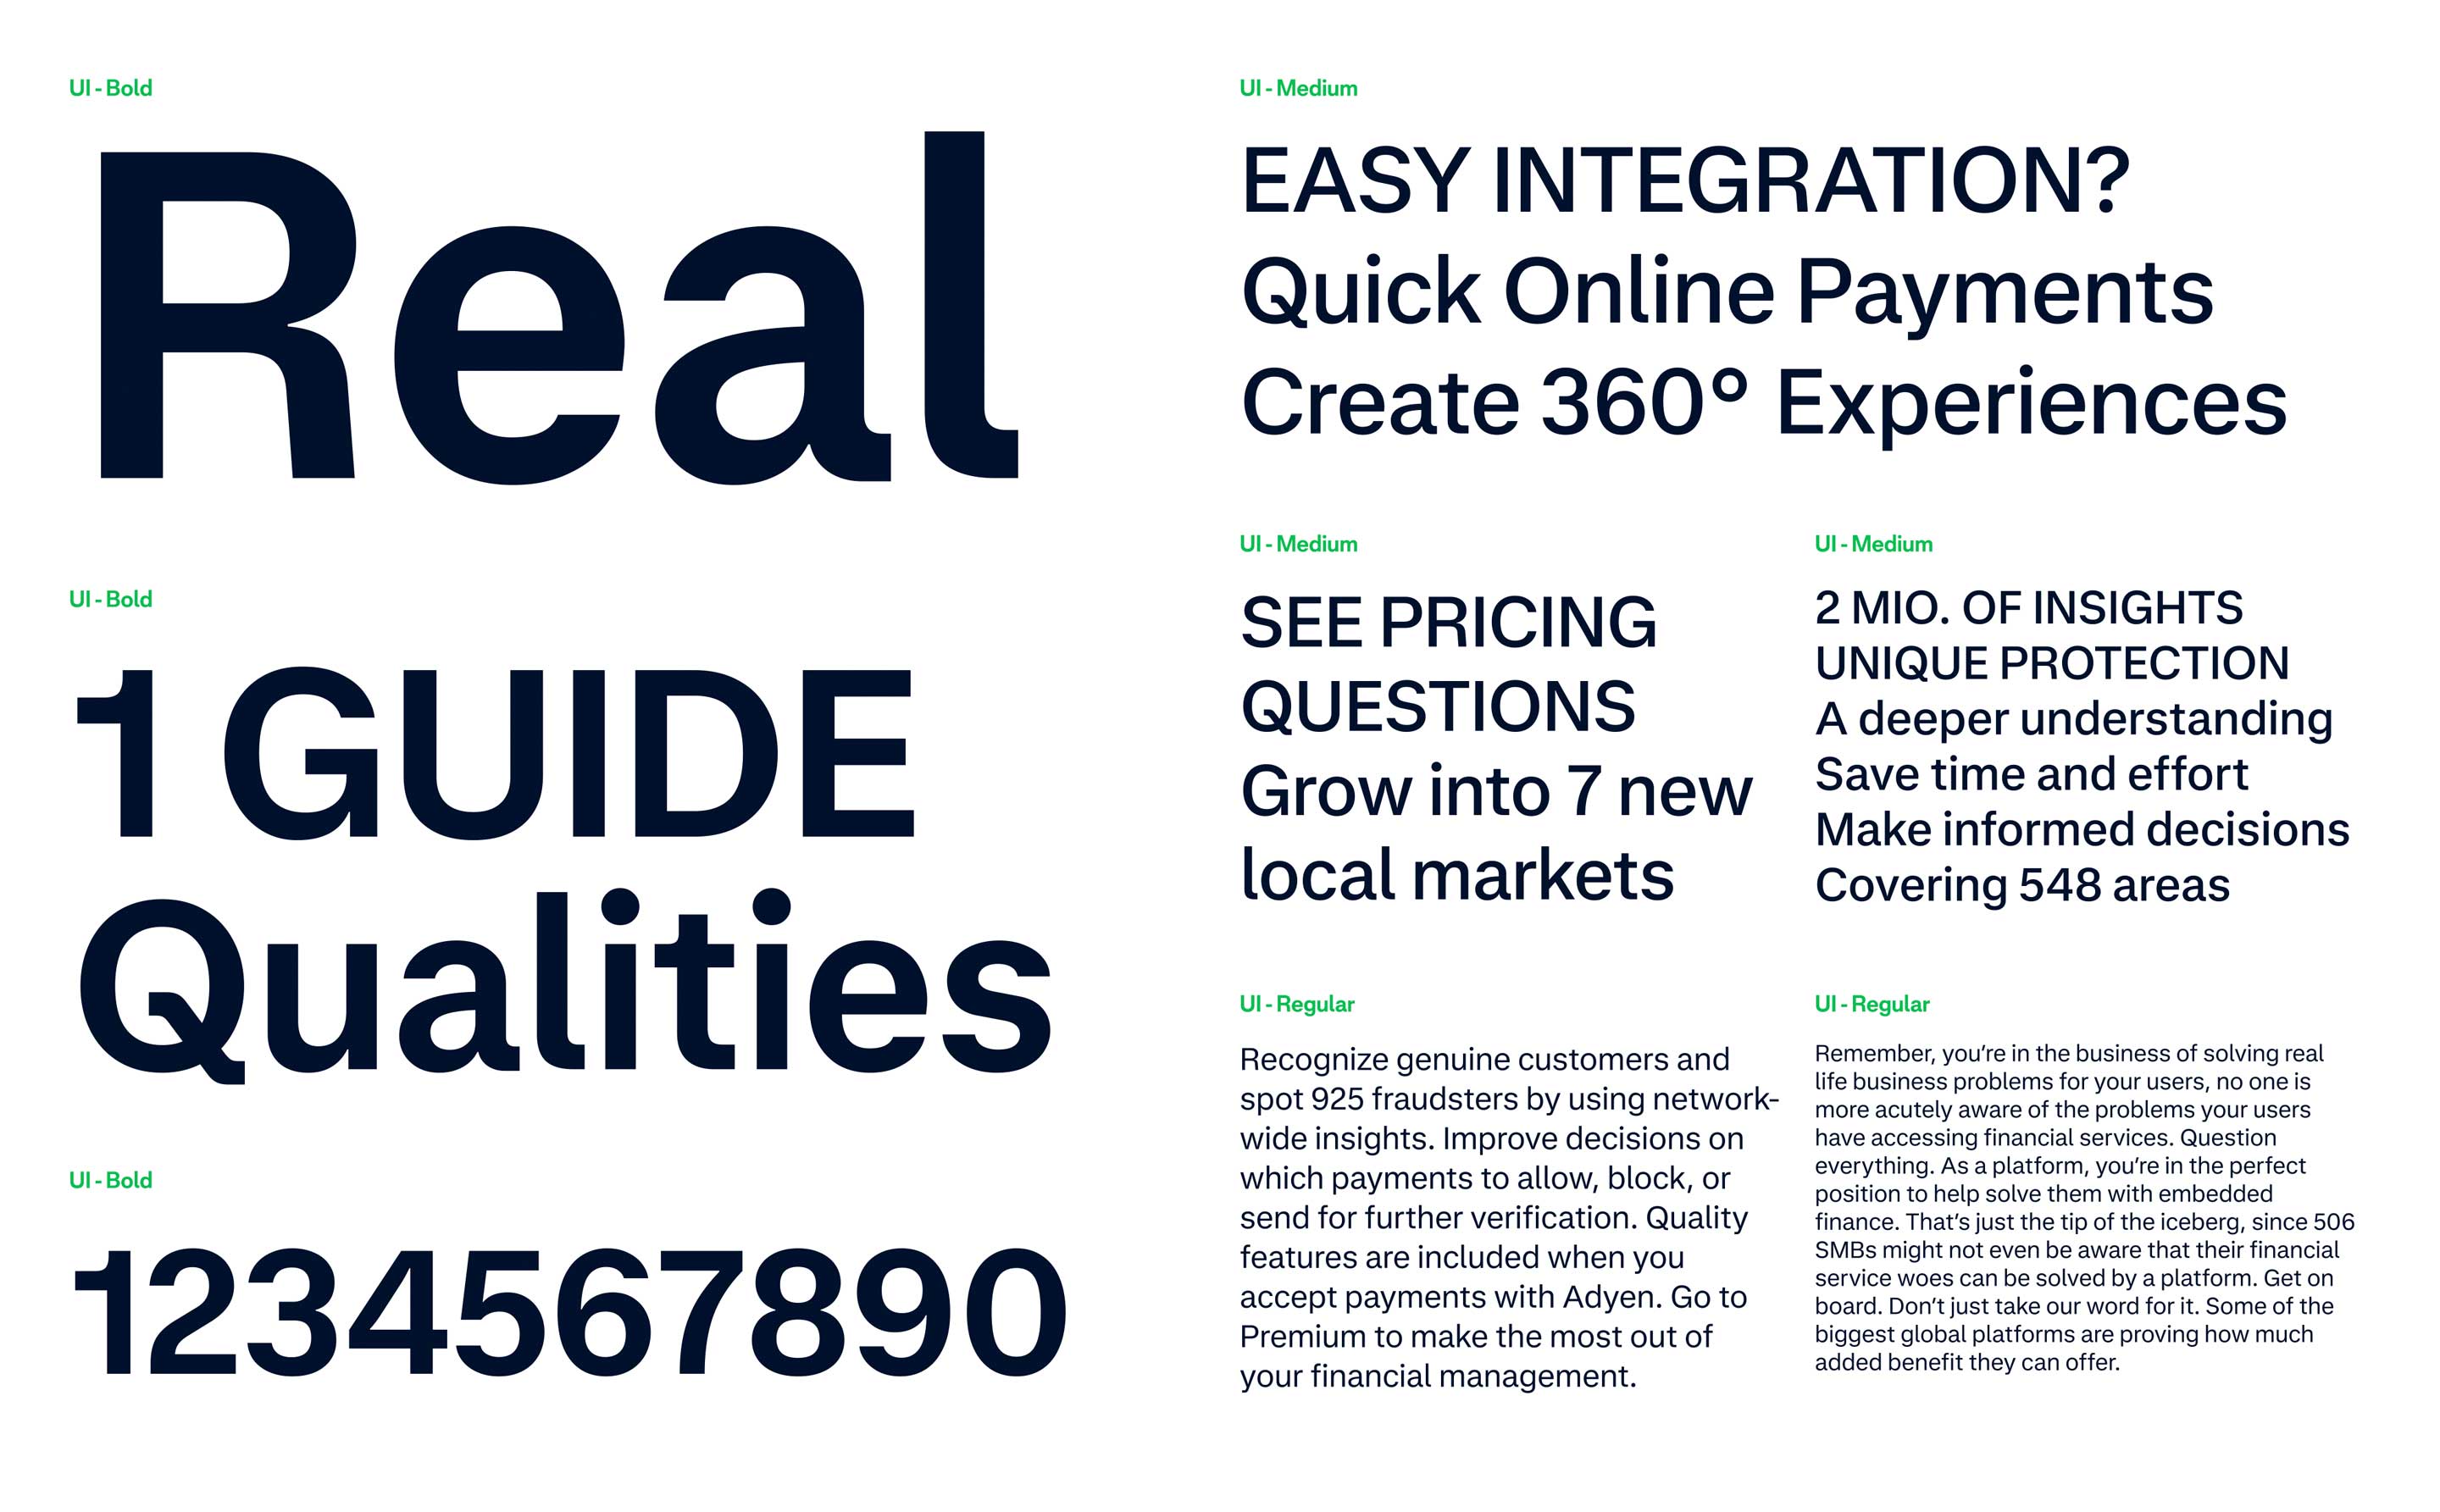 UI - Bold
Real
UI - Bold
1 GUIDE
Qualities
UI - Bold
1234567890
UI - Medium
EASY INTEGRATION?
Quick Online Payments
Create 360° Experiences
UI - Medium
SEE PRICING
QUESTIONS
Grow into 7 new
local markets
UI - Medium
2 MIO. OF INSIGHTS
UNIQUE PROTECTION
A deeper understanding
Save time and effort
Make informed decisions
Covering 548 areas
UI - Regular
Recognize genuine customers and
spot 925 fraudsters by using network-
wide insights. Improve decisions on
which payments to allow, block, or
send for further verification. Quality
features are included when you
accept payments with Adyen. Go to
Premium to make the most out of
your financial management.
UI - Regular
Remember, you’re in the business of solving real
life business problems for your users, no one is
more acutely aware of the problems your users
have accessing financial services. Question
everything. As a platform, you’re in the perfect
position to help solve them with embedded
finance. That’s just the tip of the iceberg, since 506
SMBs might not even be aware that their financial
service woes can be solved by a platform. Get on
board. Don’t just take our word for it. Some of the
biggest global platforms are proving how much
added benefit they can offer.